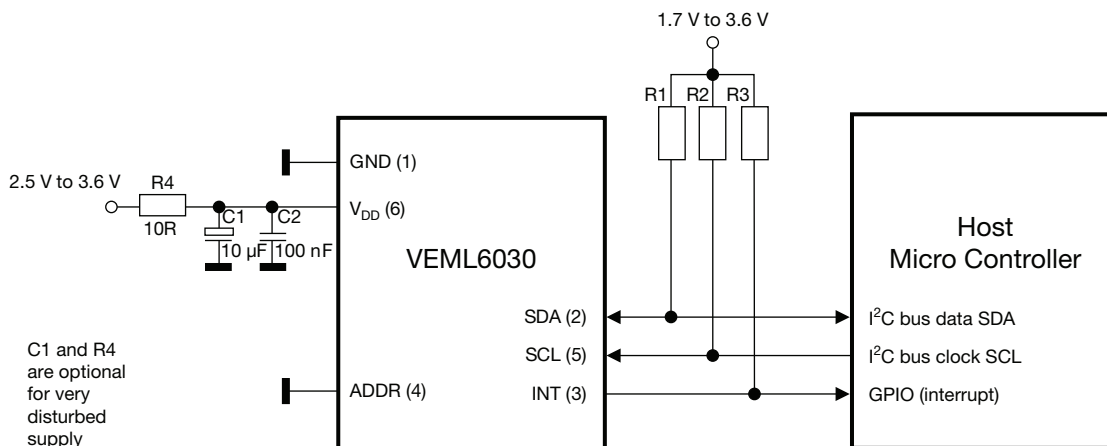 1.7 V to 3.6 V
R1 R2 R3
2.5 V to 3.6 V
R4
10R
C1
10 µF
C2
100 nF
GND (1)
V_DD (6)
VEML6030
SDA (2)
SCL (5)
INT (3)
ADDR (4)
Host
Micro Controller
I²C bus data SDA
I²C bus clock SCL
GPIO (interrupt)
C1 and R4
are optional
for very
disturbed
supply